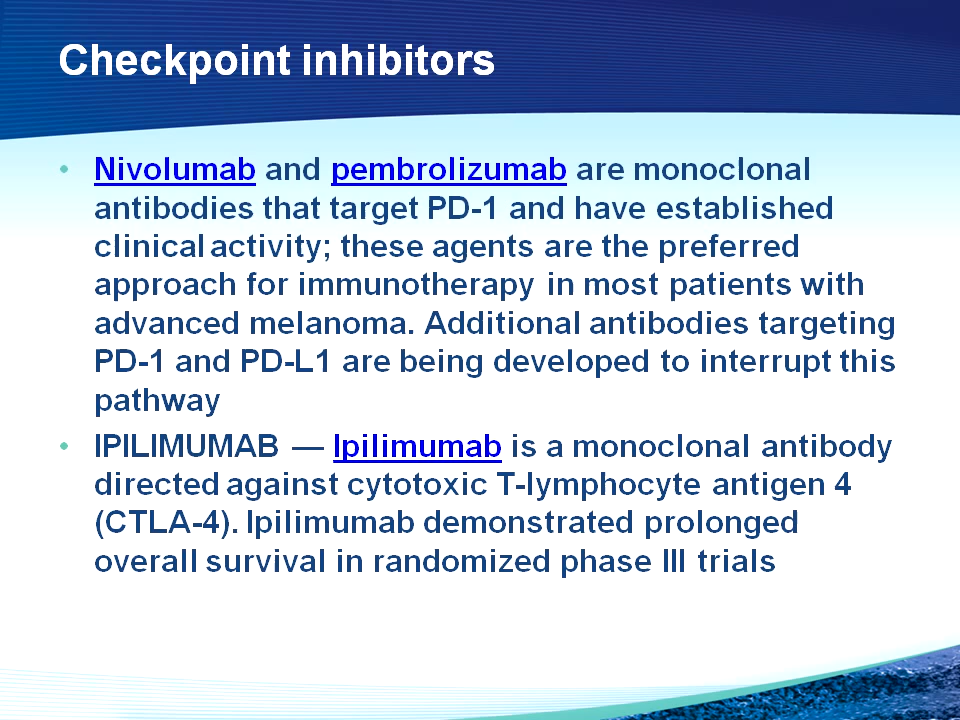 Checkpoint inhibitors
• Nivolumab and pembrolizumab are monoclonal
antibodies that target PD-1 and have established
clinical activity; these agents are the preferred
approach for immunotherapy in most patients with
advanced melanoma. Additional antibodies targeting
PD-1 and PD-L1 are being developed to interrupt this
pathway
• IPILIMUMAB — Ipilimumab is a monoclonal antibody
directed against cytotoxic T-lymphocyte antigen 4
(CTLA-4). Ipilimumab demonstrated prolonged
overall survival in randomized phase III trials